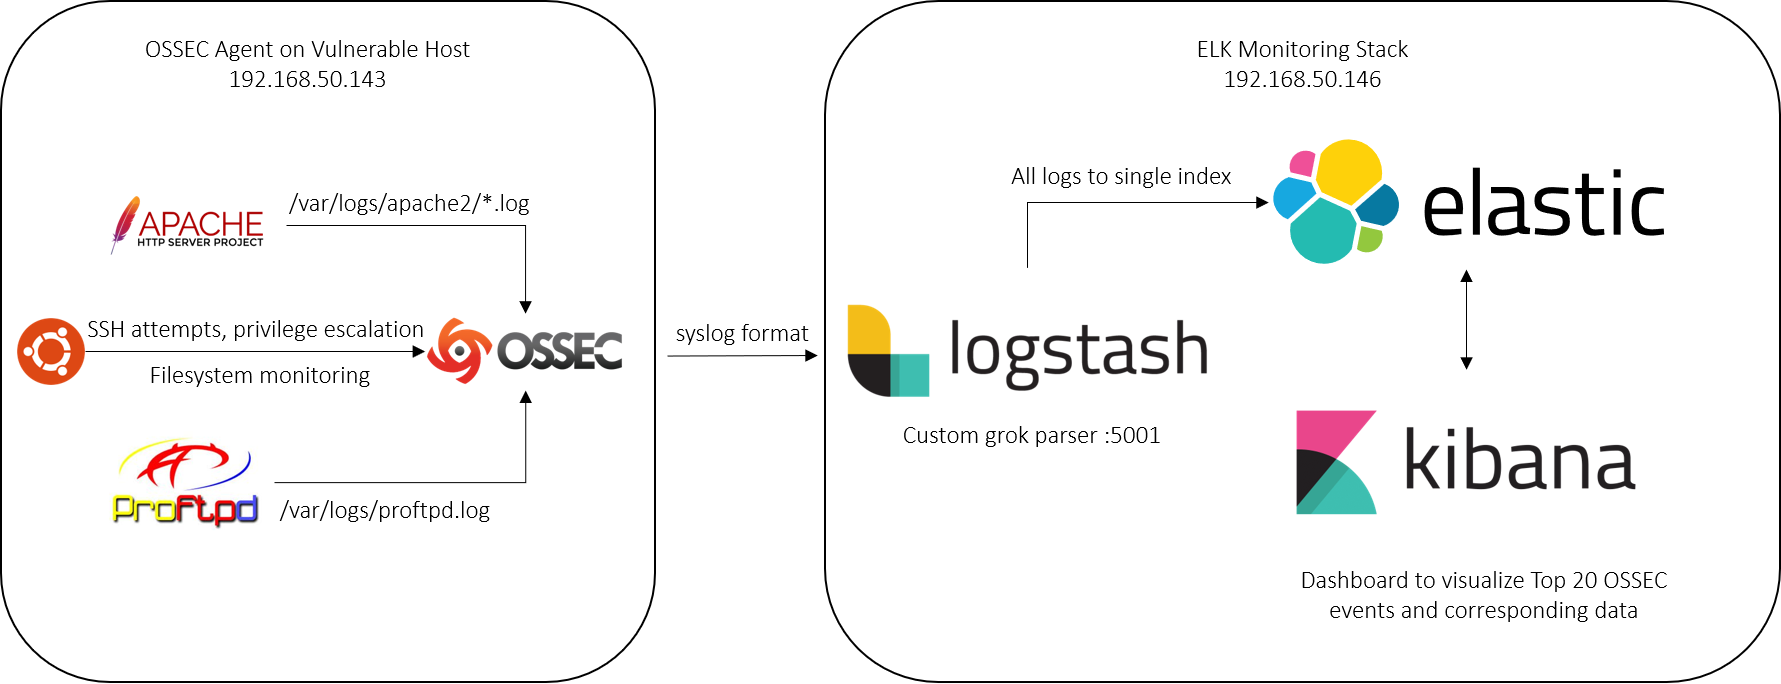 OSSEC Agent on Vulnerable Host
192.168.50.143
/var/logs/apache2/*.log
APACHE
HTTP SERVER PROJECT
SSH attempts, privilege escalation
OSSEC
Filesystem monitoring
ProFtpd
/var/logs/proftpd.log
syslog format
ELK Monitoring Stack
192.168.50.146
All logs to single index
elastic
logstash
Custom grok parser :5001
kibana
Dashboard to visualize Top 20 OSSEC
events and corresponding data